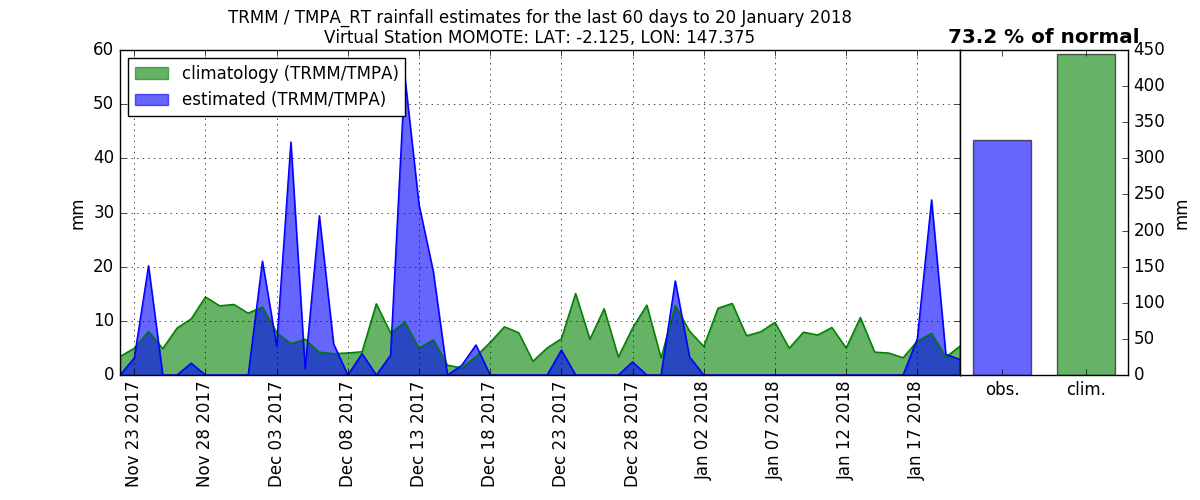 TRMM / TMPA_RT rainfall estimates for the last 60 days to 20 January 2018
Virtual Station MOMOTE: LAT: -2.125, LON: 147.375
73.2 % of normal
climatology (TRMM/TMPA)
estimated (TRMM/TMPA)
mm
60
50
40
30
20
10
0
Nov 23 2017
Nov 28 2017
Dec 03 2017
Dec 08 2017
Dec 13 2017
Dec 18 2017
Dec 23 2017
Dec 28 2017
Jan 02 2018
Jan 07 2018
Jan 12 2018
Jan 17 2018
obs.
clim.
450
400
350
300
250
200
150
100
50
0
mm